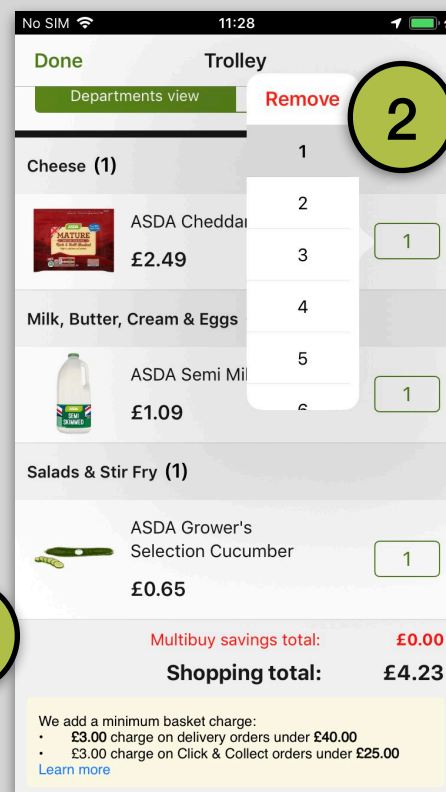 No SIM 11:28
Done Trolley
Departments view
Remove
2
1
2
3
4
5
6
Cheese (1)
ASDA Cheddar
£2.49
1
Milk, Butter, Cream & Eggs
ASDA Semi Mil
£1.09
1
Salads & Stir Fry (1)
ASDA Grower's
Selection Cucumber
£0.65
1
Multibuy savings total: £0.00
Shopping total: £4.23
We add a minimum basket charge:
• £3.00 charge on delivery orders under £40.00
• £3.00 charge on Click & Collect orders under £25.00
Learn more
ASDA
MATURE
SEMI
SKIMMED